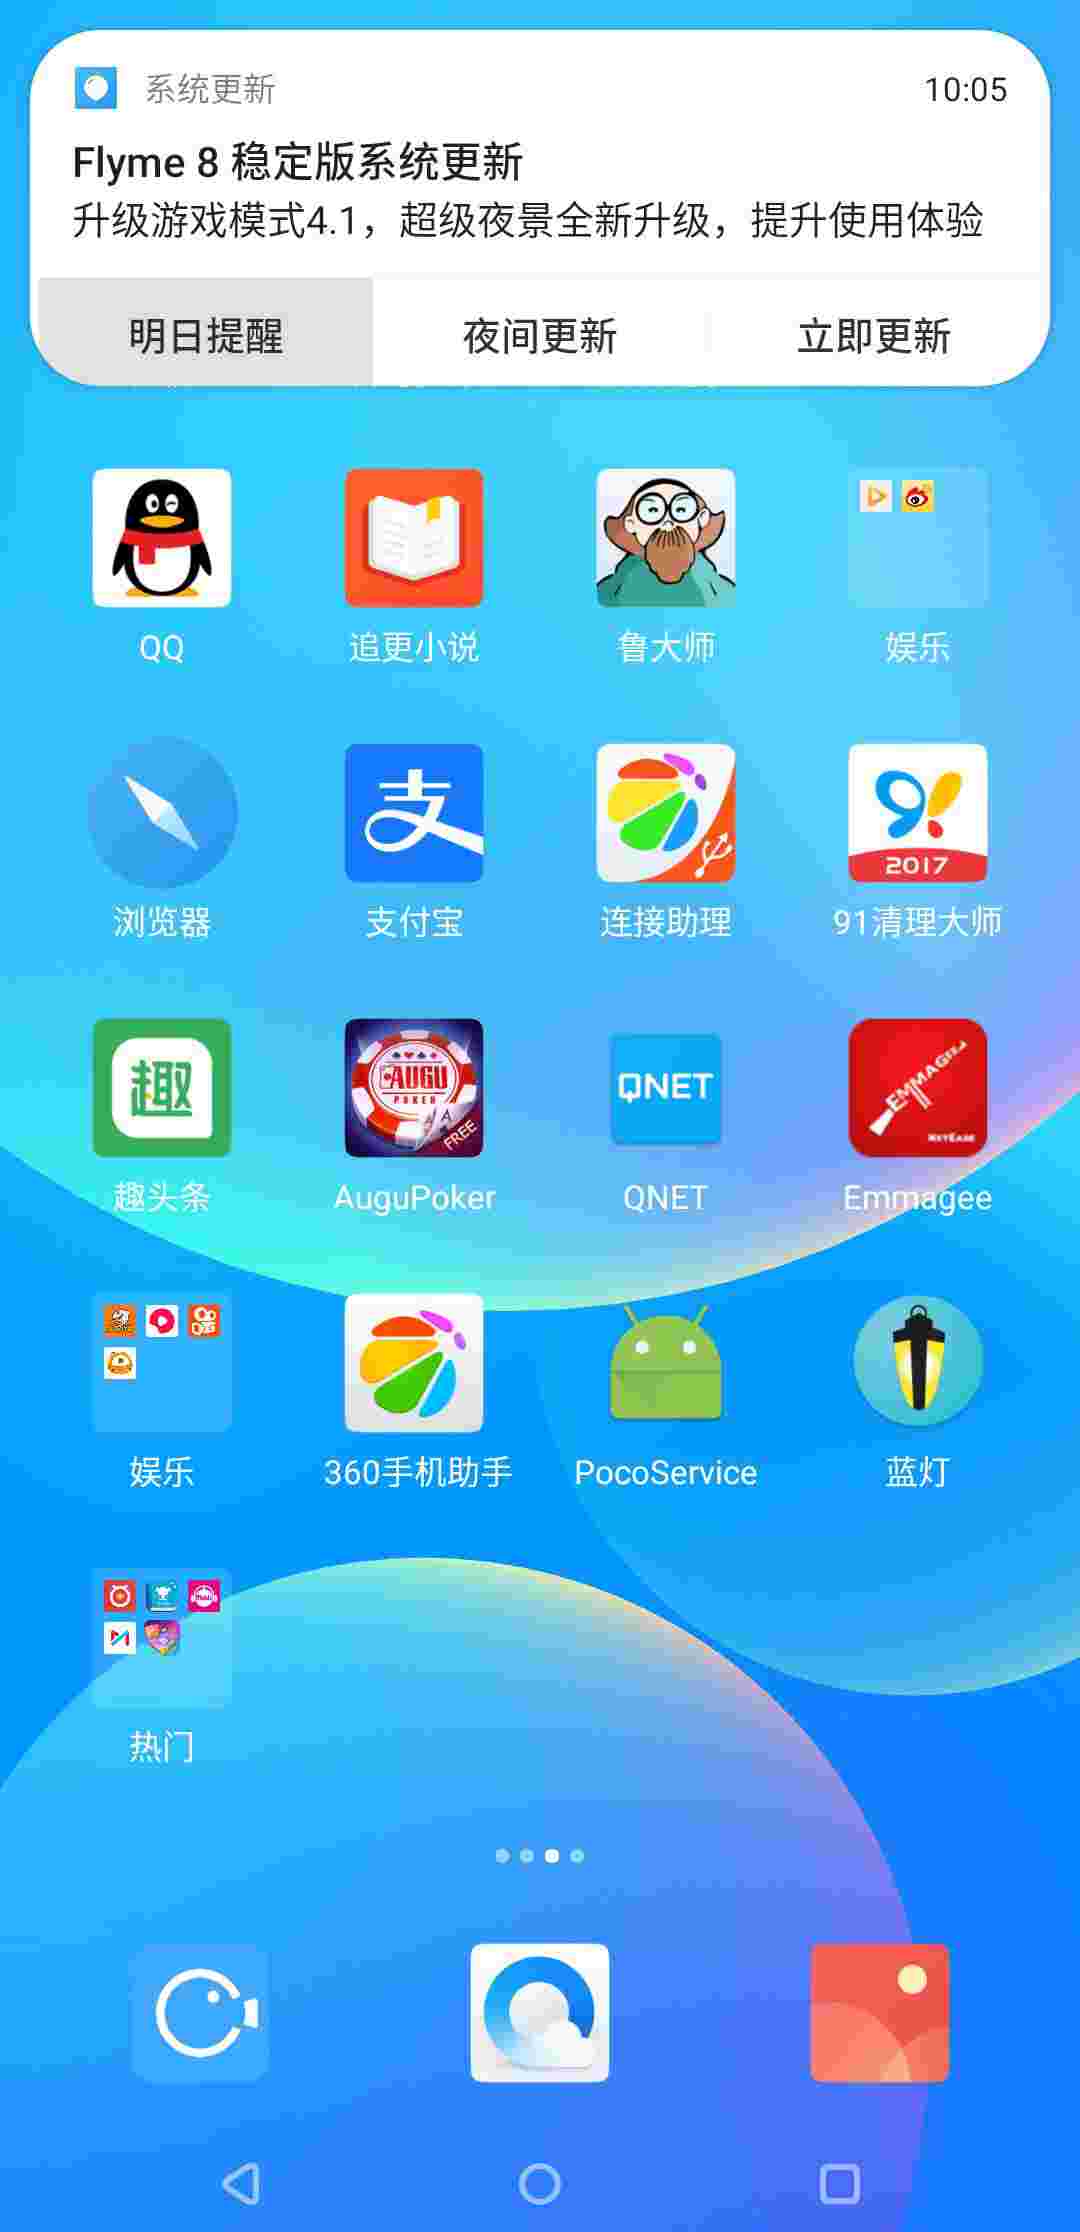 系统更新 10:05
Flyme 8 稳定版系统更新
升级游戏模式4.1，超级夜景全新升级，提升使用体验
明日提醒 夜间更新 立即更新
QQ 追更小说 鲁大师 娱乐
支
2017
浏览器 支付宝 连接助理 91清理大师
趣
AUGU
POKER
A
FREE
QNET
EMMAGEE
NETEASE
趣头条 AuguPoker QNET Emmagee
娱乐 360手机助手 PocoService 蓝灯
热门